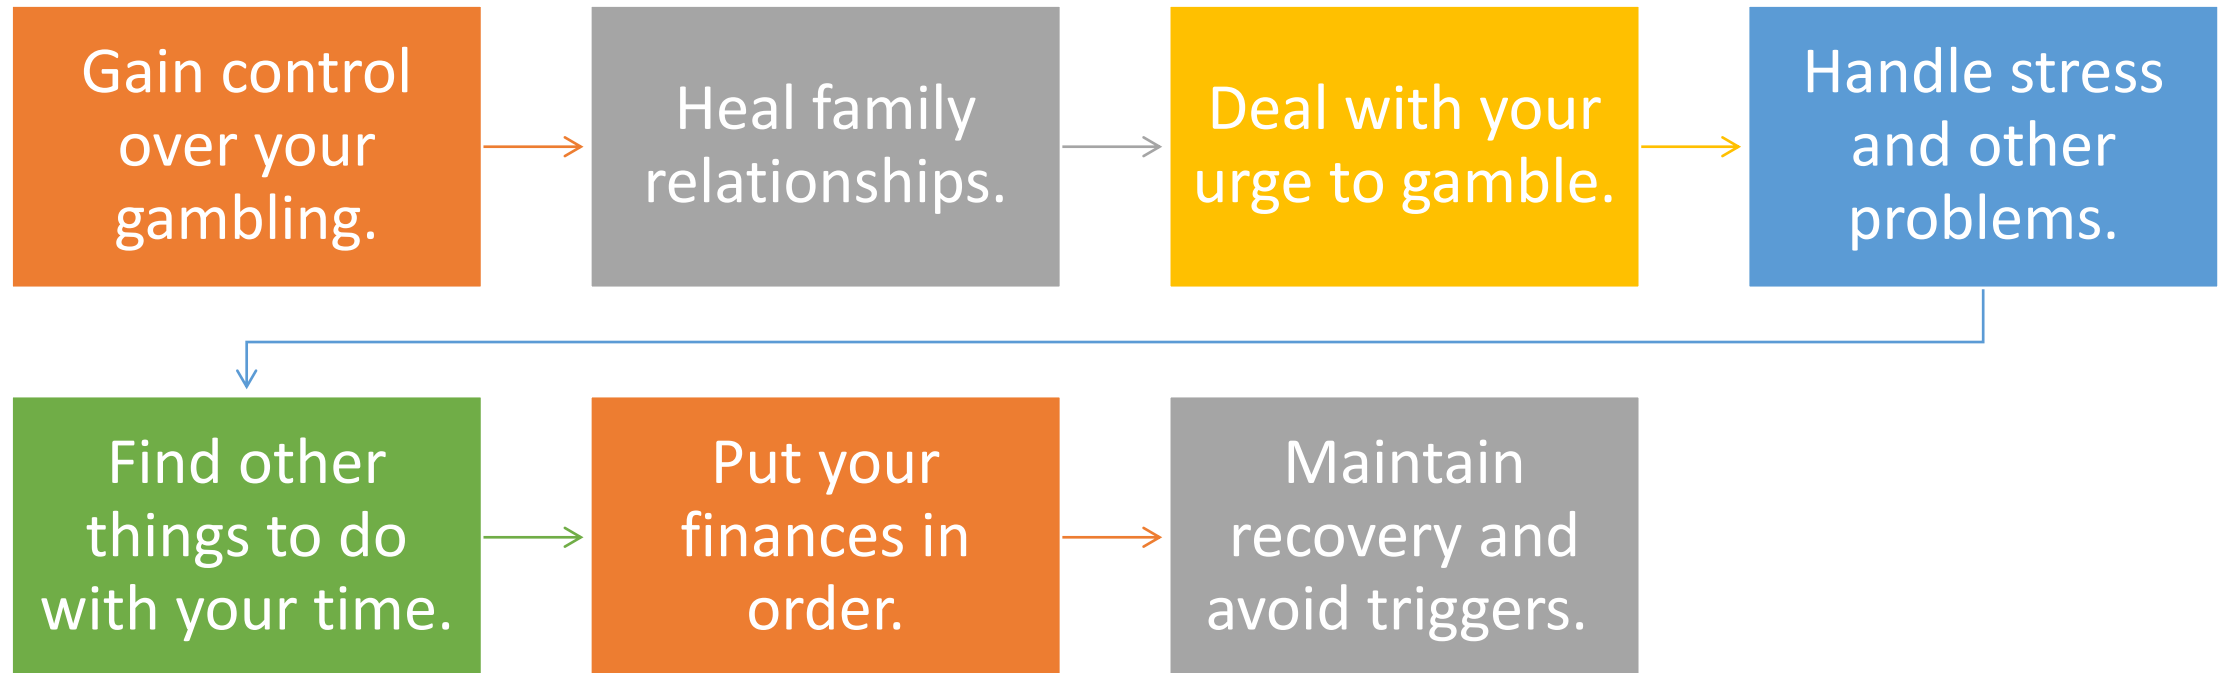 Gain control
over your
gambling.
Heal family
relationships.
Deal with your
urge to gamble.
Handle stress
and other
problems.
Find other
things to do
with your time.
Put your
finances in
order.
Maintain
recovery and
avoid triggers.